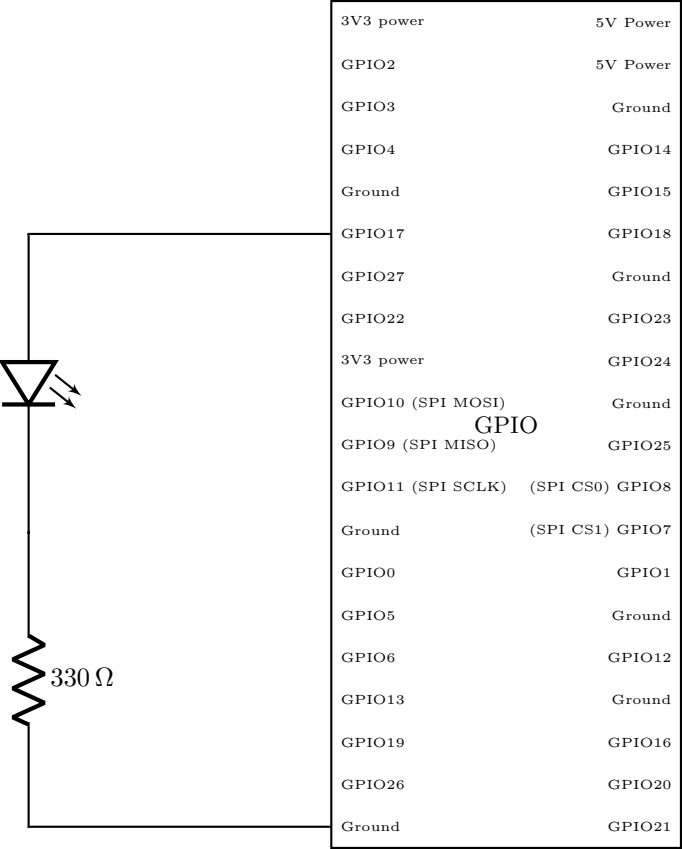 3V3 power 5V Power
GPIO2 5V Power
GPIO3 Ground
GPIO4 GPIO14
Ground GPIO15
GPIO17 GPIO18
GPIO27 Ground
GPIO22 GPIO23
3V3 power GPIO24
GPIO10 (SPI MOSI) Ground
GPIO
GPIO9 (SPI MISO) GPIO25
GPIO11 (SPI SCLK) (SPI CS0) GPIO8
Ground (SPI CS1) GPIO7
GPIO0 GPIO1
GPIO5 Ground
GPIO6 GPIO12
330 Ω
GPIO13 Ground
GPIO19 GPIO16
GPIO26 GPIO20
Ground GPIO21